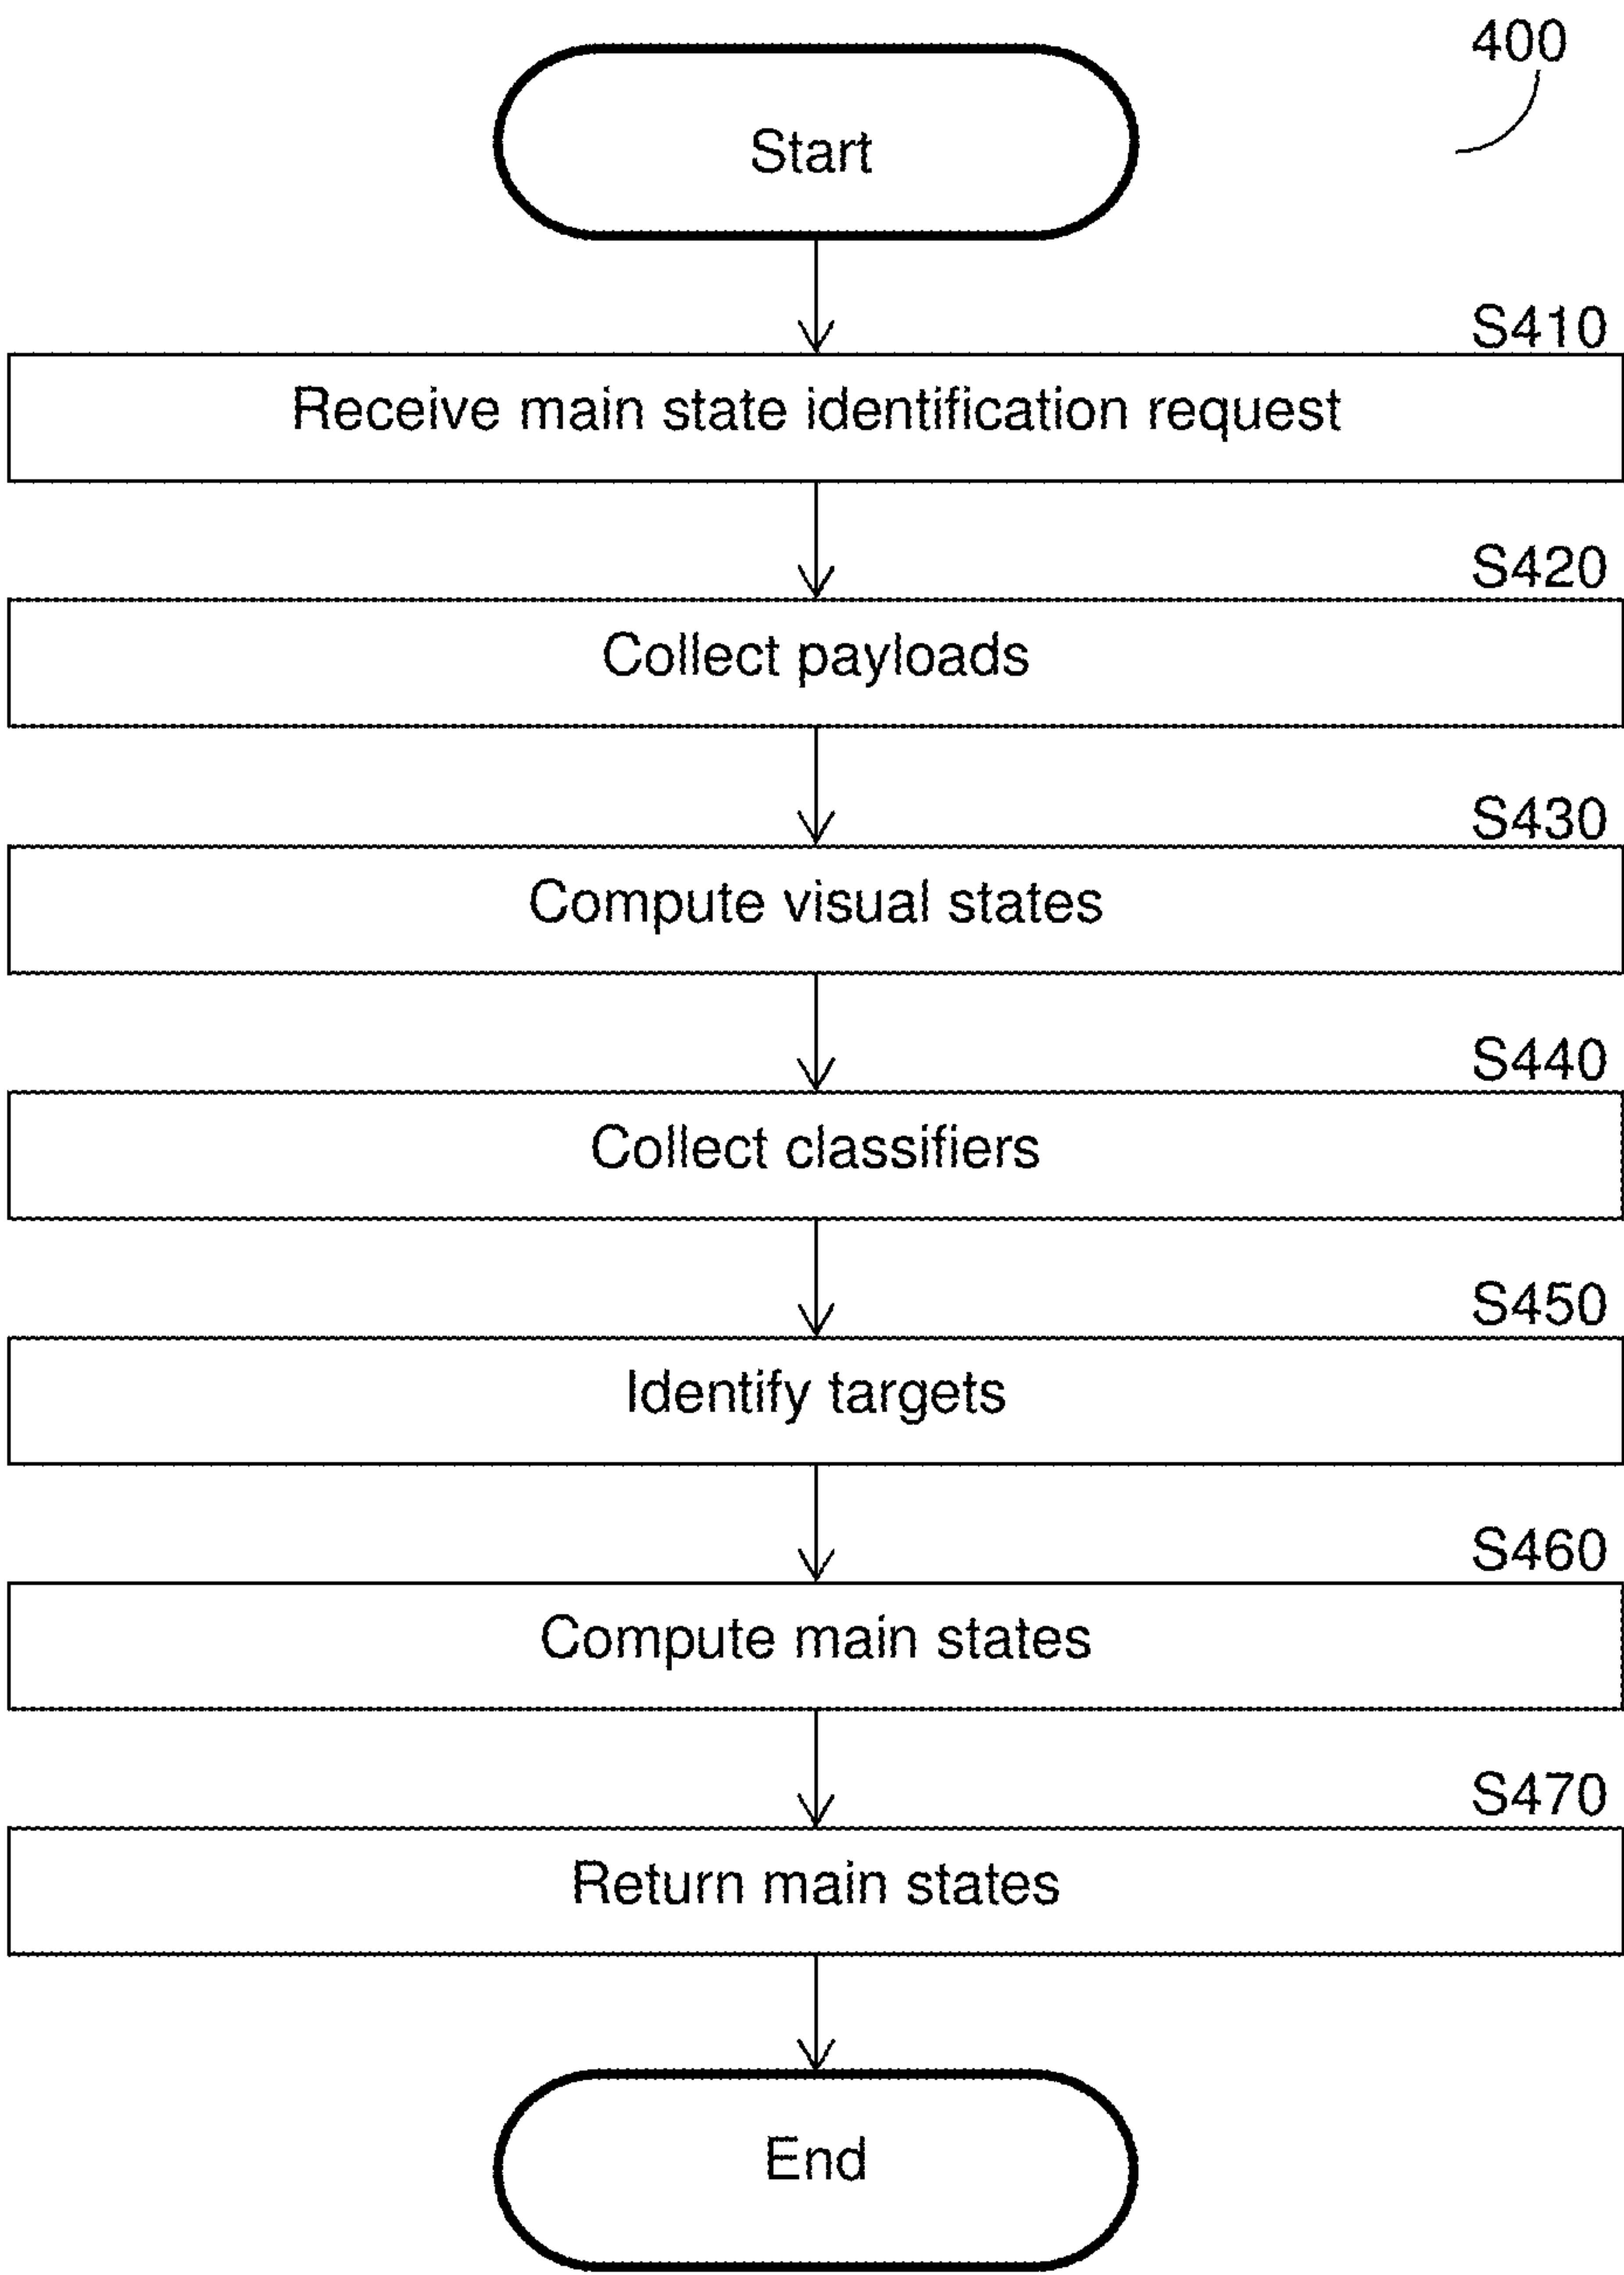 400
Start
S410
Receive main state identification request
S420
Collect payloads
S430
Compute visual states
S440
Collect classifiers
S450
Identify targets
S460
Compute main states
S470
Return main states
End